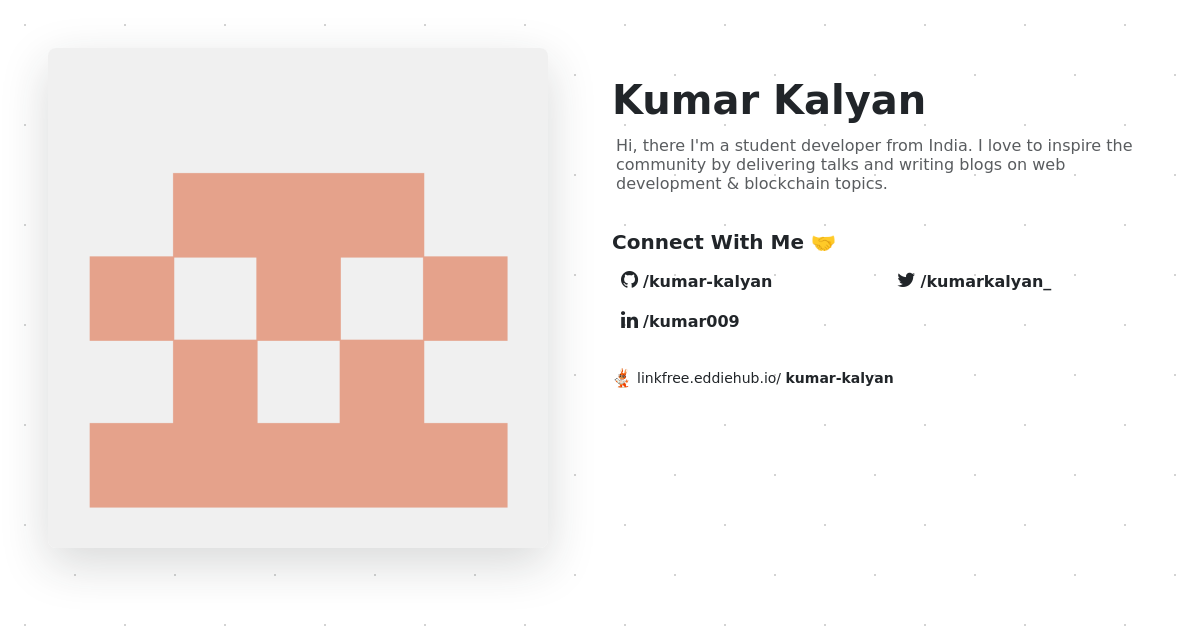 Kumar Kalyan
Hi, there I'm a student developer from India. I love to inspire the
community by delivering talks and writing blogs on web
development & blockchain topics.
Connect With Me 🤝
/kumar-kalyan
/kumarkalyan_
/kumar009
linkfree.eddiehub.io/ kumar-kalyan